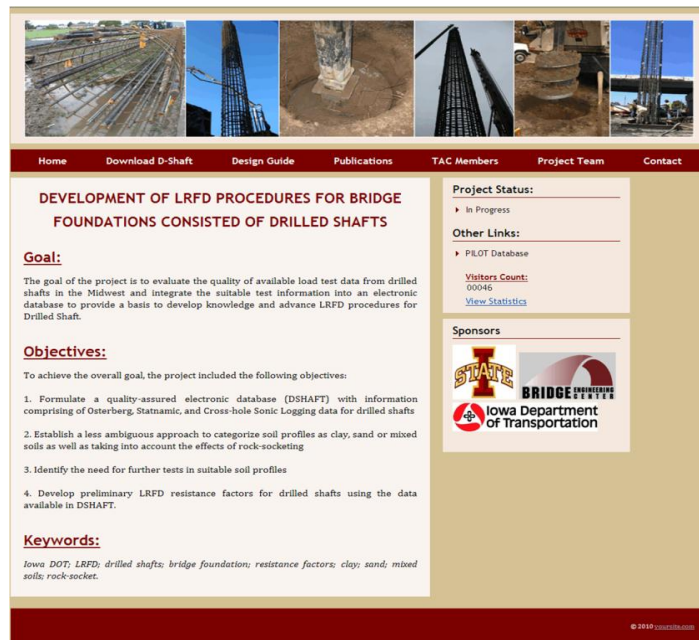 Home Download D-Shaft Design Guide Publications TAC Members Project Team Contact
DEVELOPMENT OF LRFD PROCEDURES FOR BRIDGE
FOUNDATIONS CONSISTED OF DRILLED SHAFTS
Goal:
The goal of the project is to evaluate the quality of available load test data from drilled
shafts in the Midwest and integrate the suitable test information into an electronic
database to provide a basis to develop knowledge and advance LRFD procedures for
Drilled Shaft.
Objectives:
To achieve the overall goal, the project included the following objectives:
1. Formulate a quality-assured electronic database (DSHAFT) with information
comprising of Osterberg, Statnamic, and Cross-hole Sonic Logging data for drilled shafts
2. Establish a less ambiguous approach to categorize soil profiles as clay, sand or mixed
soils as well as taking into account the effects of rock-socketing
3. Identify the need for further tests in suitable soil profiles
4. Develop preliminary LRFD resistance factors for drilled shafts using the data
available in DSHAFT.
Keywords:
Iowa DOT; LRFD; drilled shafts; bridge foundation; resistance factors; clay; sand; mixed
soils; rock-socket.
Project Status:
In Progress
Other Links:
PILOT Database
Visitors Count:
00046
View Statistics
Sponsors
STATE
BRIDGE ENGINEERING
CENTER
Iowa Department
of Transportation
© 2010 yoursite.com